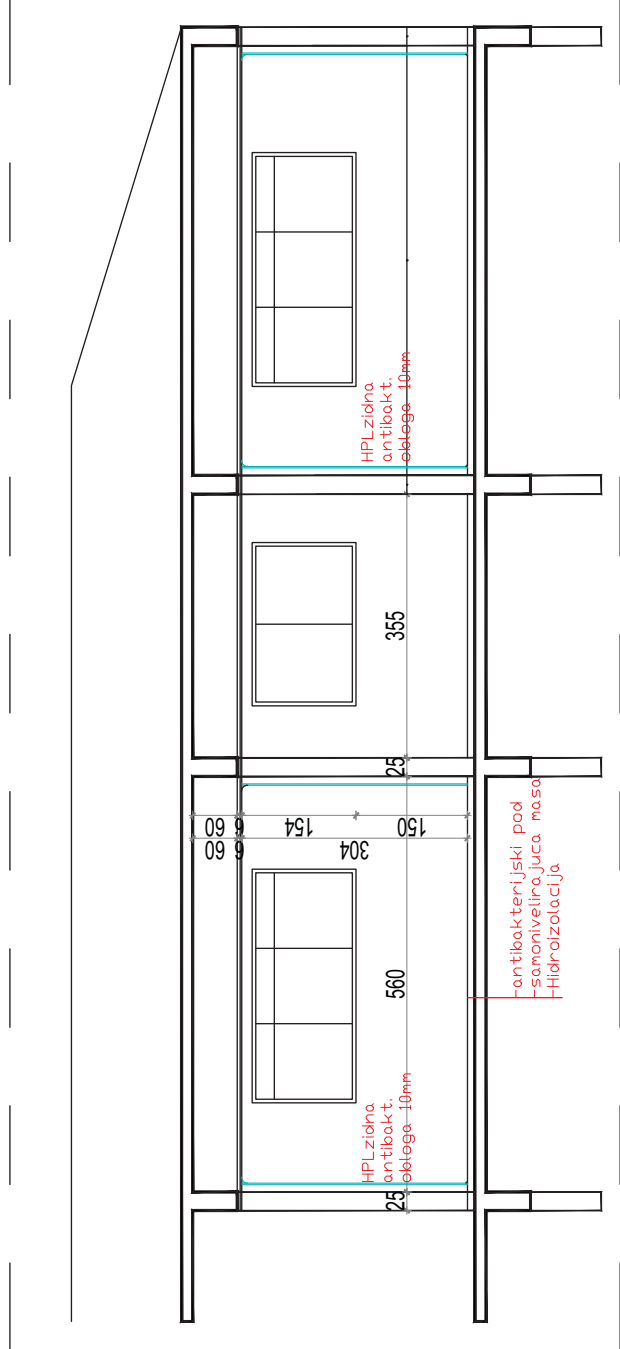 HPLzidna
antibakt.
obloga 10mm
355
25
60 6 154 150
60 6 304
560
-antibakterijski pod
-samonivelirajuca masa
-Hidroizolacija
HPLzidna
antibakt.
obloga 10mm
25